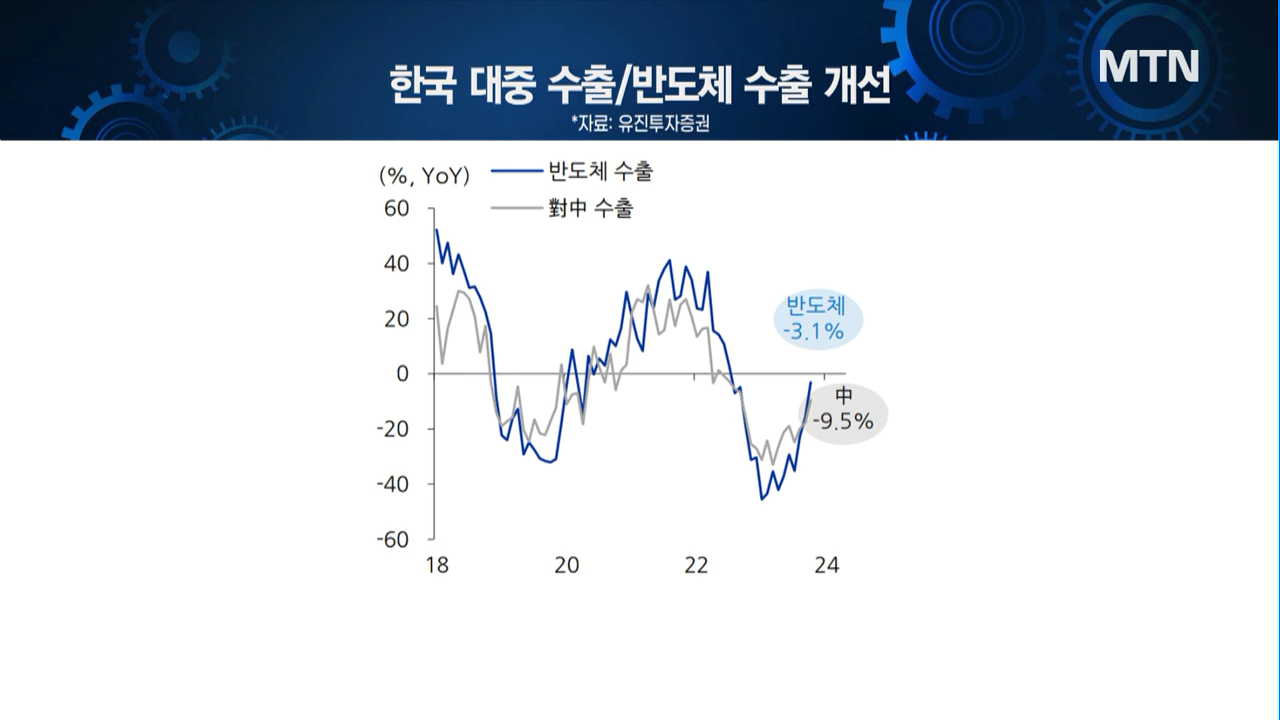 한국 대중 수출/반도체 수출 개선
MTN
*자료: 유진투자증권
(%, YoY)
반도체 수출
對中 수출
60
40
20
0
-20
-40
-60
18
20
22
24
반도체
-3.1%
中
-9.5%